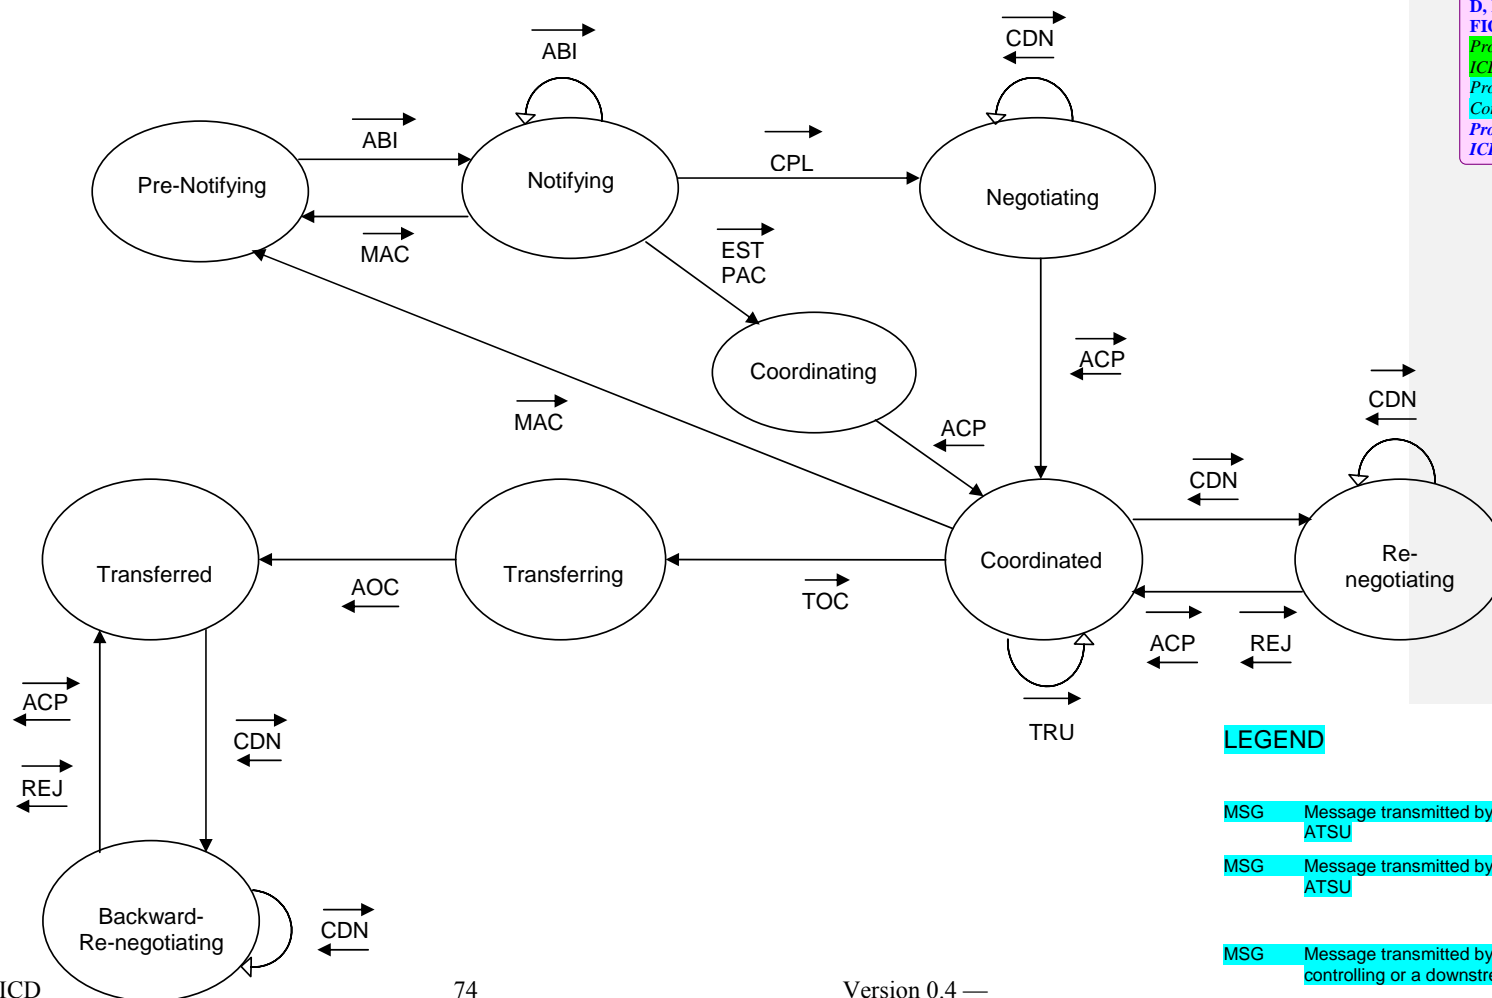 D,
ABI
CDN
ABI
CPL
Pre-Notifying
Notifying
Negotiating
MAC
EST
PAC
Coordinating
ACP
MAC
ACP
CDN
CDN
Transferred
AOC
Transferring
TOC
Coordinated
Re-
negotiating
ACP
REJ
TRU
ACP
REJ
CDN
LEGEND
MSG Message transmitted by
ATSU
MSG Message transmitted by
ATSU
Backward-
Re-negotiating
CDN
MSG Message transmitted by
controlling or a
ICD 74 Version 0.4 —